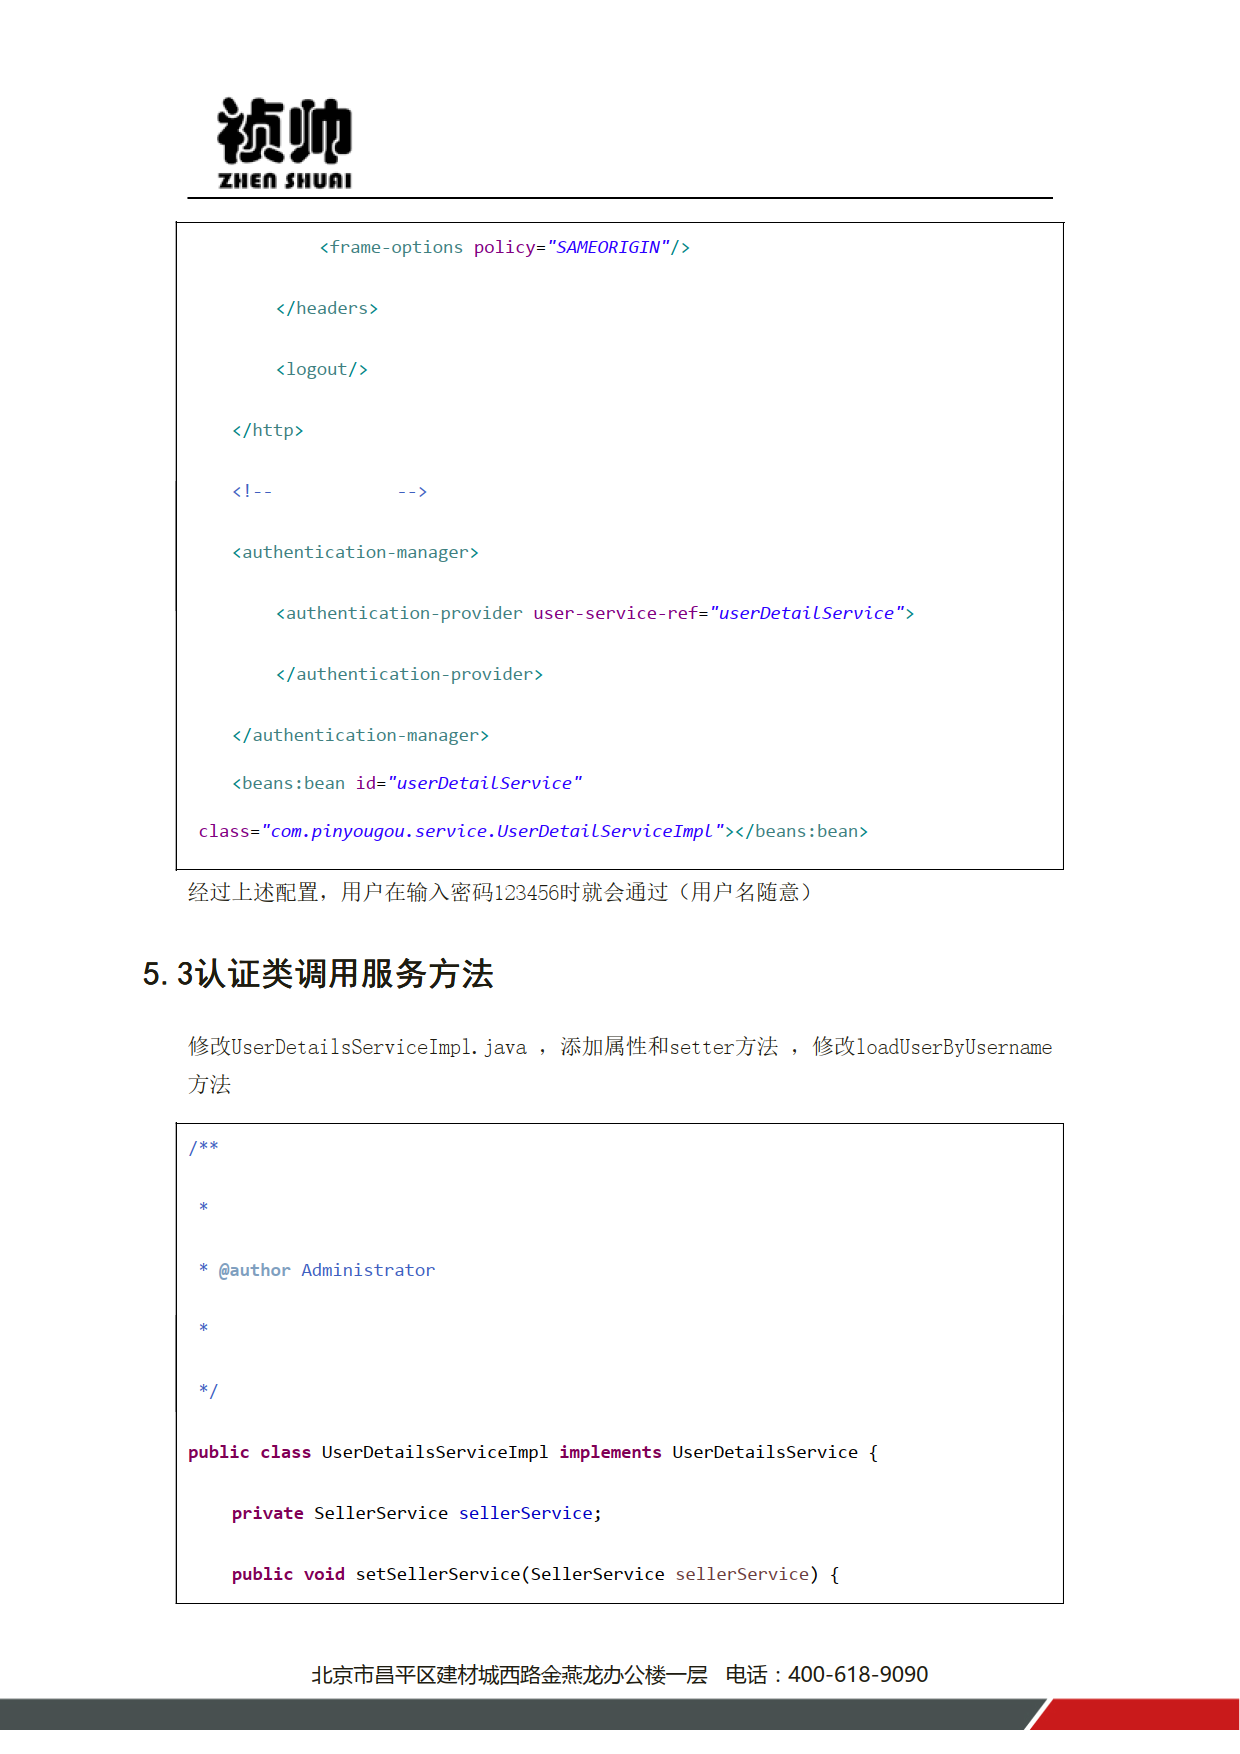 祯帅
ZHEN SHUAI
<frame-options policy="SAMEORIGIN"/>
</headers>
<logout/>
</http>
<!-- -->
<authentication-manager>
<authentication-provider user-service-ref="userDetailService">
</authentication-provider>
</authentication-manager>
<beans:bean id="userDetailService"
class="com.pinyougou.service.UserDetailServiceImpl"></beans:bean>
经过上述配置，用户在输入密码123456时就会通过（用户名随意）
5.3认证类调用服务方法
修改UserDetailsServiceImpl.java ，添加属性和setter方法 ，修改loadUserByUsername
方法
/**
*
* @author Administrator
*
*/
public class UserDetailsServiceImpl implements UserDetailsService {
private SellerService sellerService;
public void setSellerService(SellerService sellerService) {
北京市昌平区建材城西路金燕龙办公楼一层 电话：400-618-9090